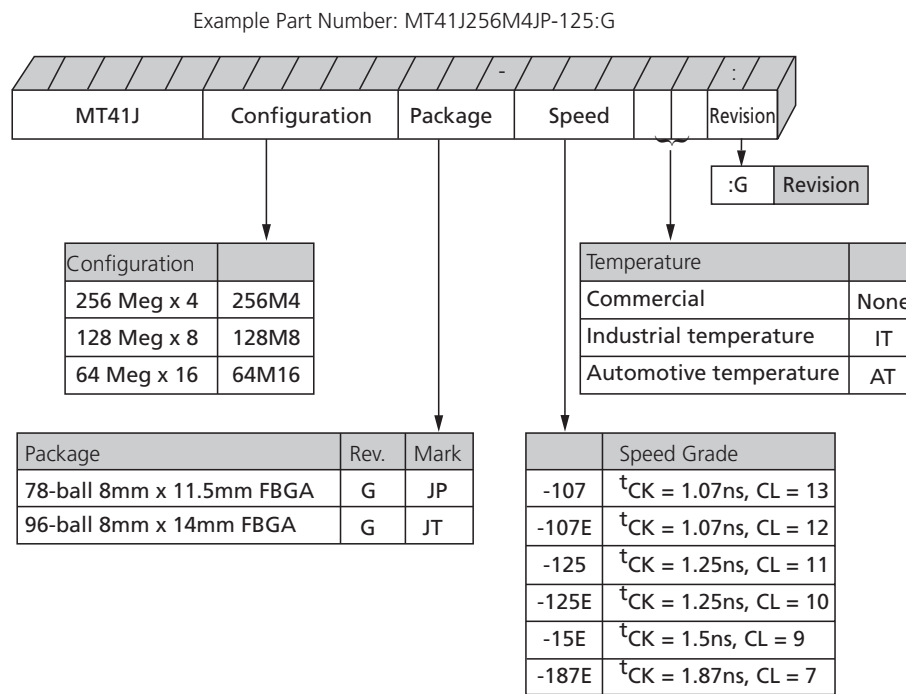 Example Part Number: MT41J256M4JP-125:G
- :
MT41J Configuration Package Speed Revision
:G Revision
Configuration
256 Meg x 4 256M4
128 Meg x 8 128M8
64 Meg x 16 64M16
Temperature
Commercial None
Industrial temperature IT
Automotive temperature AT
Package Rev. Mark
78-ball 8mm x 11.5mm FBGA G JP
96-ball 8mm x 14mm FBGA G JT
Speed Grade
-107 tCK = 1.07ns, CL = 13
-107E tCK = 1.07ns, CL = 12
-125 tCK = 1.25ns, CL = 11
-125E tCK = 1.25ns, CL = 10
-15E tCK = 1.5ns, CL = 9
-187E tCK = 1.87ns, CL = 7